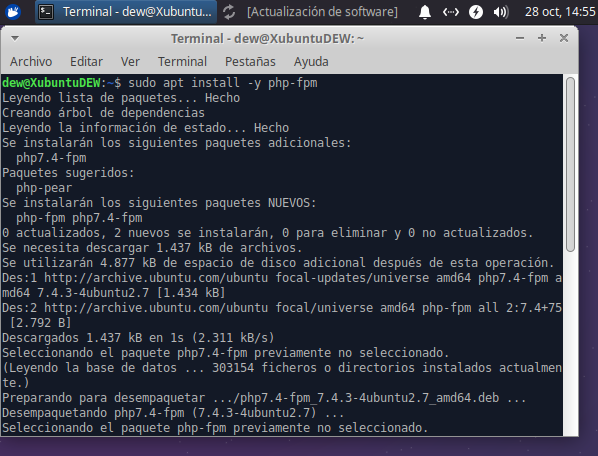 Terminal - dew@Xubuntu...
[Actualización de software]
28 oct, 14:55
Terminal - dew@XubuntuDEW: ~
Archivo Editar Ver Terminal Pestañas Ayuda
dew@XubuntuDEW:~$ sudo apt install -y php-fpm
Leyendo lista de paquetes... Hecho
Creando árbol de dependencias
Leyendo la información de estado... Hecho
Se instalarán los siguientes paquetes adicionales:
php7.4-fpm
Paquetes sugeridos:
php-pear
Se instalarán los siguientes paquetes NUEVOS:
php-fpm php7.4-fpm
0 actualizados, 2 nuevos se instalarán, 0 para eliminar y 0 no actualizados.
Se necesita descargar 1.437 kB de archivos.
Se utilizarán 4.877 kB de espacio de disco adicional después de esta operación.
Des:1 http://archive.ubuntu.com/ubuntu focal-updates/universe amd64 php7.4-fpm a
md64 7.4.3-4ubuntu2.7 [1.434 kB]
Des:2 http://archive.ubuntu.com/ubuntu focal/universe amd64 php-fpm all 2:7.4+75
[2.792 B]
Descargados 1.437 kB en 1s (2.311 kB/s)
Seleccionando el paquete php7.4-fpm previamente no seleccionado.
(Leyendo la base de datos ... 303154 ficheros o directorios instalados actualmen
te.)
Preparando para desempaquetar .../php7.4-fpm_7.4.3-4ubuntu2.7_amd64.deb ...
Desempaquetando php7.4-fpm (7.4.3-4ubuntu2.7) ...
Seleccionando el paquete php-fpm previamente no seleccionado.